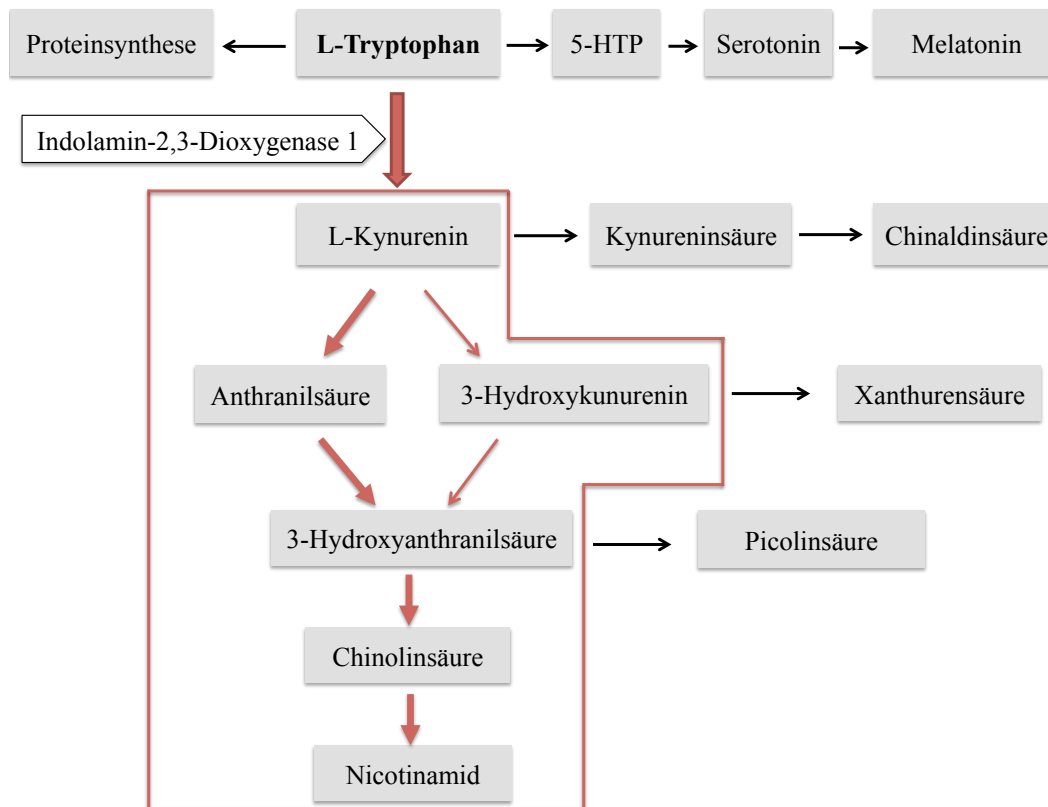 Proteinsynthese
L-Tryptophan
5-HTP
Serotonin
Melatonin
Indolamin-2,3-Dioxygenase 1
L-Kynurenin
Kynureninsäure
Chinaldinsäure
Anthranilsäure
3-Hydroxykunurenin
Xanthurensäure
3-Hydroxyanthranilsäure
Picolinsäure
Chinolinsäure
Nicotinamid